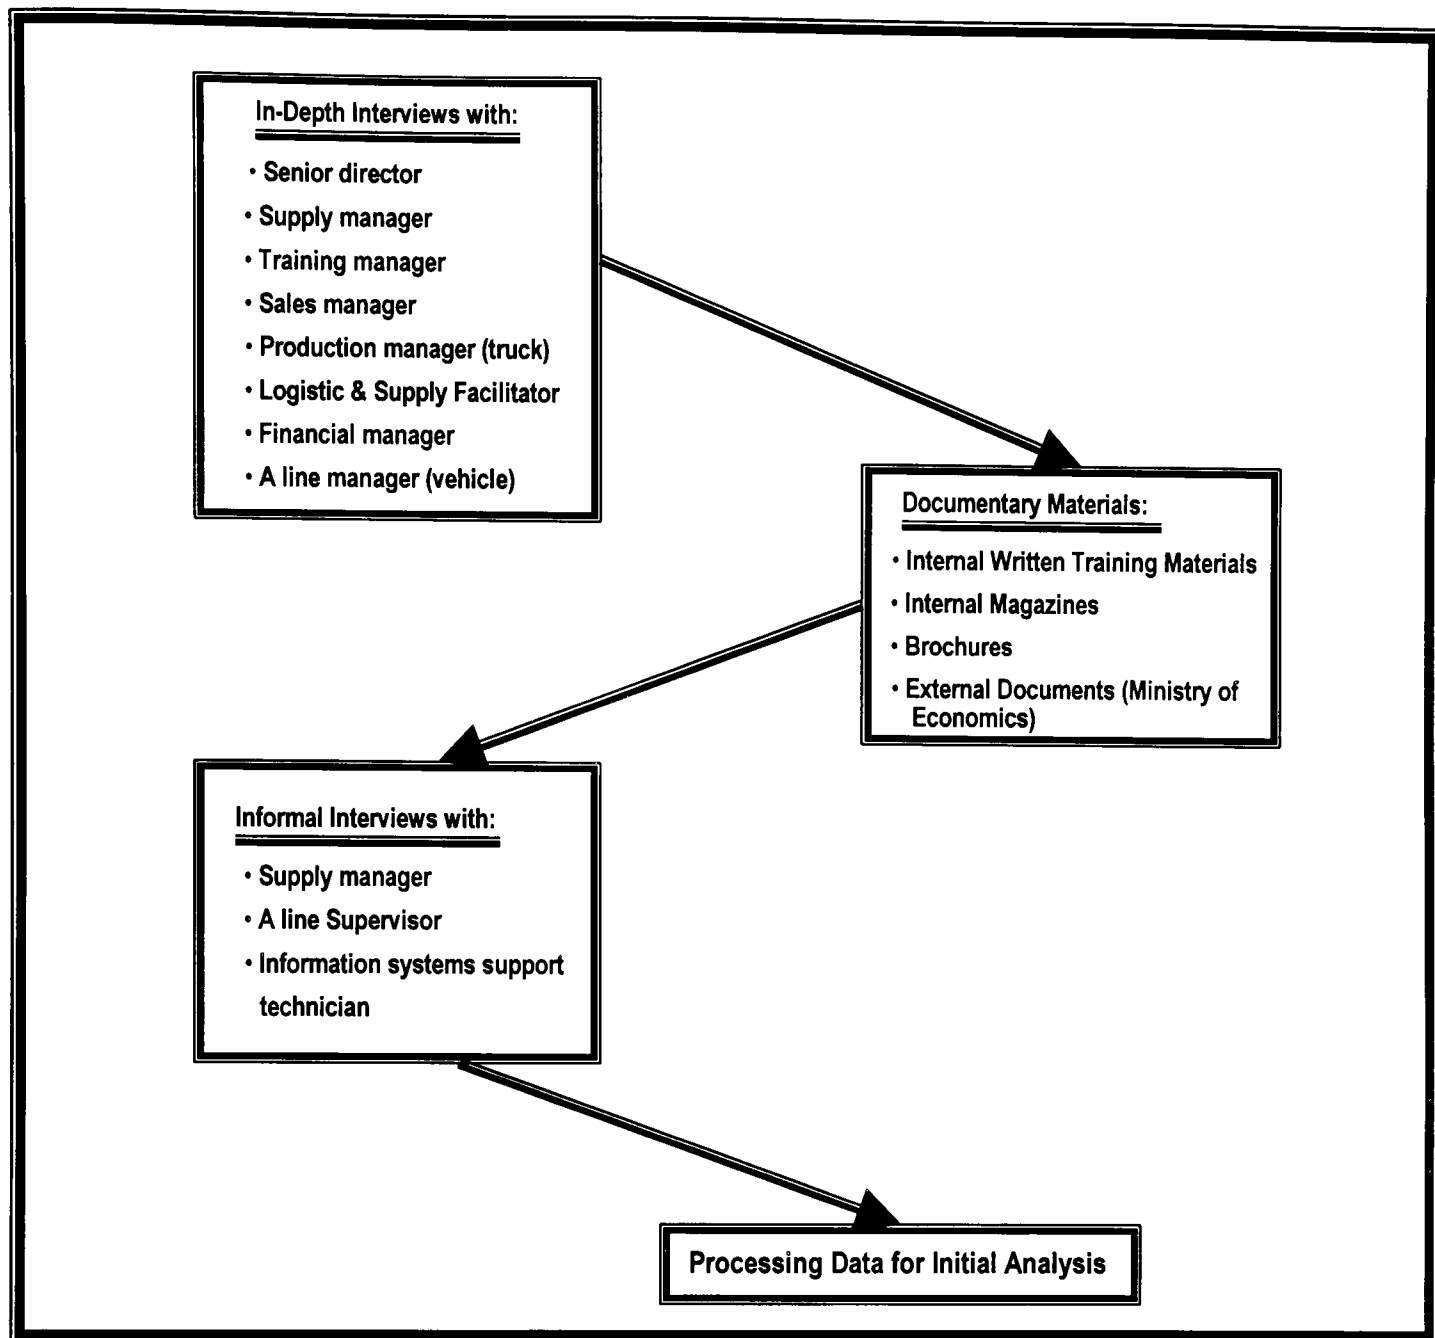 In-Depth Interviews with:
• Senior director
• Supply manager
• Training manager
• Sales manager
• Production manager (truck)
• Logistic & Supply Facilitator
• Financial manager
• A line manager (vehicle)
Documentary Materials:
• Internal Written Training Materials
• Internal Magazines
• Brochures
• External Documents (Ministry of
Economics)
Informal Interviews with:
• Supply manager
• A line Supervisor
• Information systems support
technician
Processing Data for Initial Analysis